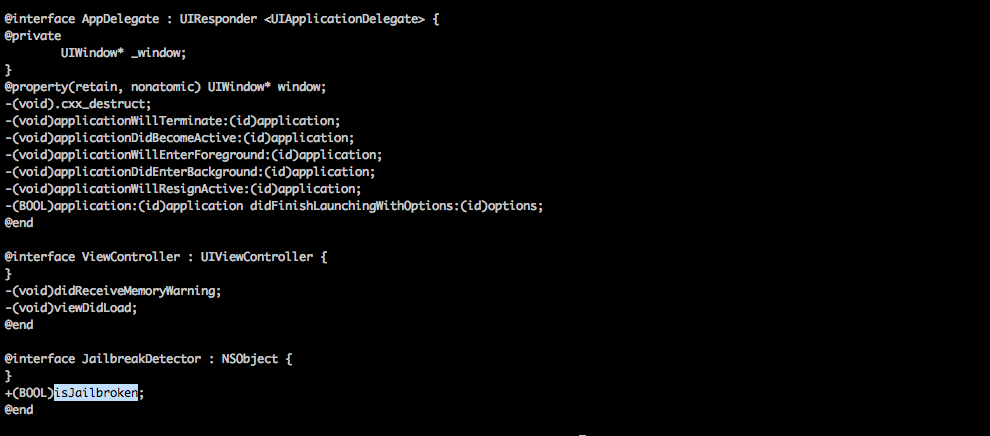 @interface AppDelegate : UIResponder <UIApplicationDelegate> {
@private
        UIWindow* _window;
}
@property(retain, nonatomic) UIWindow* window;
-(void).cxx_destruct;
-(void)applicationWillTerminate:(id)application;
-(void)applicationDidBecomeActive:(id)application;
-(void)applicationWillEnterForeground:(id)application;
-(void)applicationDidEnterBackground:(id)application;
-(void)applicationWillResignActive:(id)application;
-(BOOL)application:(id)application didFinishLaunchingWithOptions:(id)options;
@end

@interface ViewController : UIViewController {
}
-(void)didReceiveMemoryWarning;
-(void)viewDidLoad;
@end

@interface JailbreakDetector : NSObject {
}
+(BOOL)isJailbroken;
@end